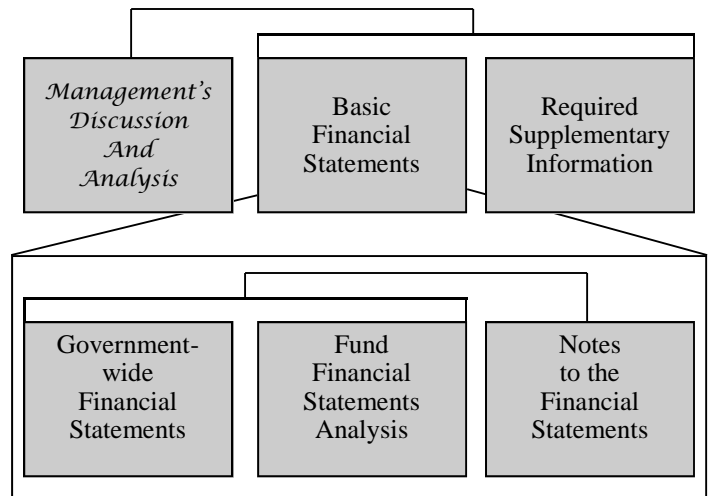 Management's
Discussion
And
Analysis
Basic
Financial
Statements
Required
Supplementary
Information
Government-
wide
Financial
Statements
Fund
Financial
Statements
Analysis
Notes
to the
Financial
Statements